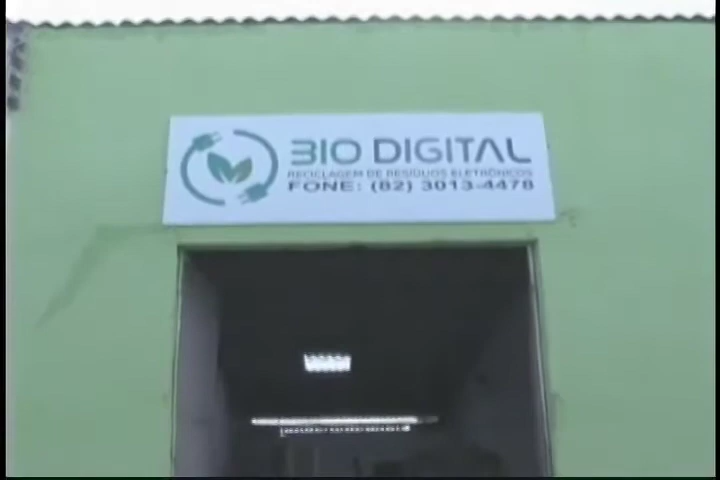 BIO DIGITAL
RECICLAGEM DE RESÍDUOS ELETRÔNICOS
FONE: (82) 3013-4478